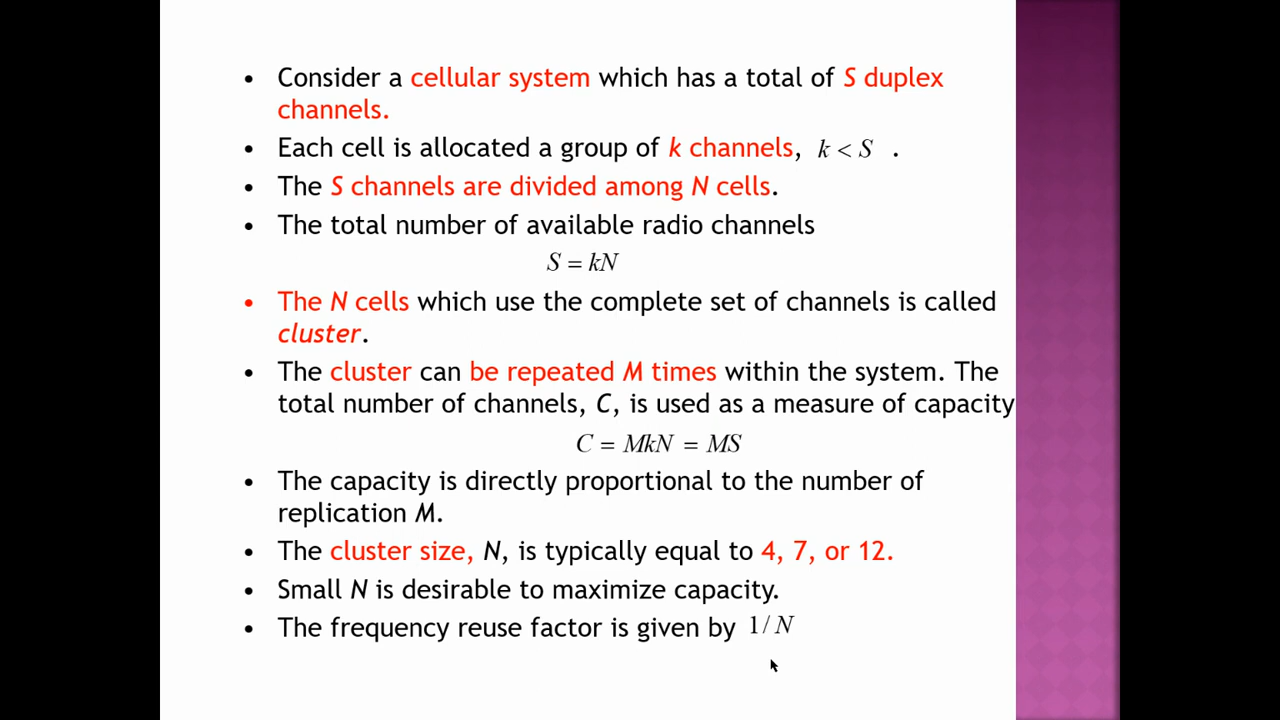 • Consider a cellular system which has a total of S duplex
channels.
• Each cell is allocated a group of k channels, k < S .
• The S channels are divided among N cells.
• The total number of available radio channels
S = kN
• The N cells which use the complete set of channels is called
cluster.
• The cluster can be repeated M times within the system. The
total number of channels, C, is used as a measure of capacity
C = MkN = MS
• The capacity is directly proportional to the number of
replication M.
• The cluster size, N, is typically equal to 4, 7, or 12.
• Small N is desirable to maximize capacity.
• The frequency reuse factor is given by 1/N